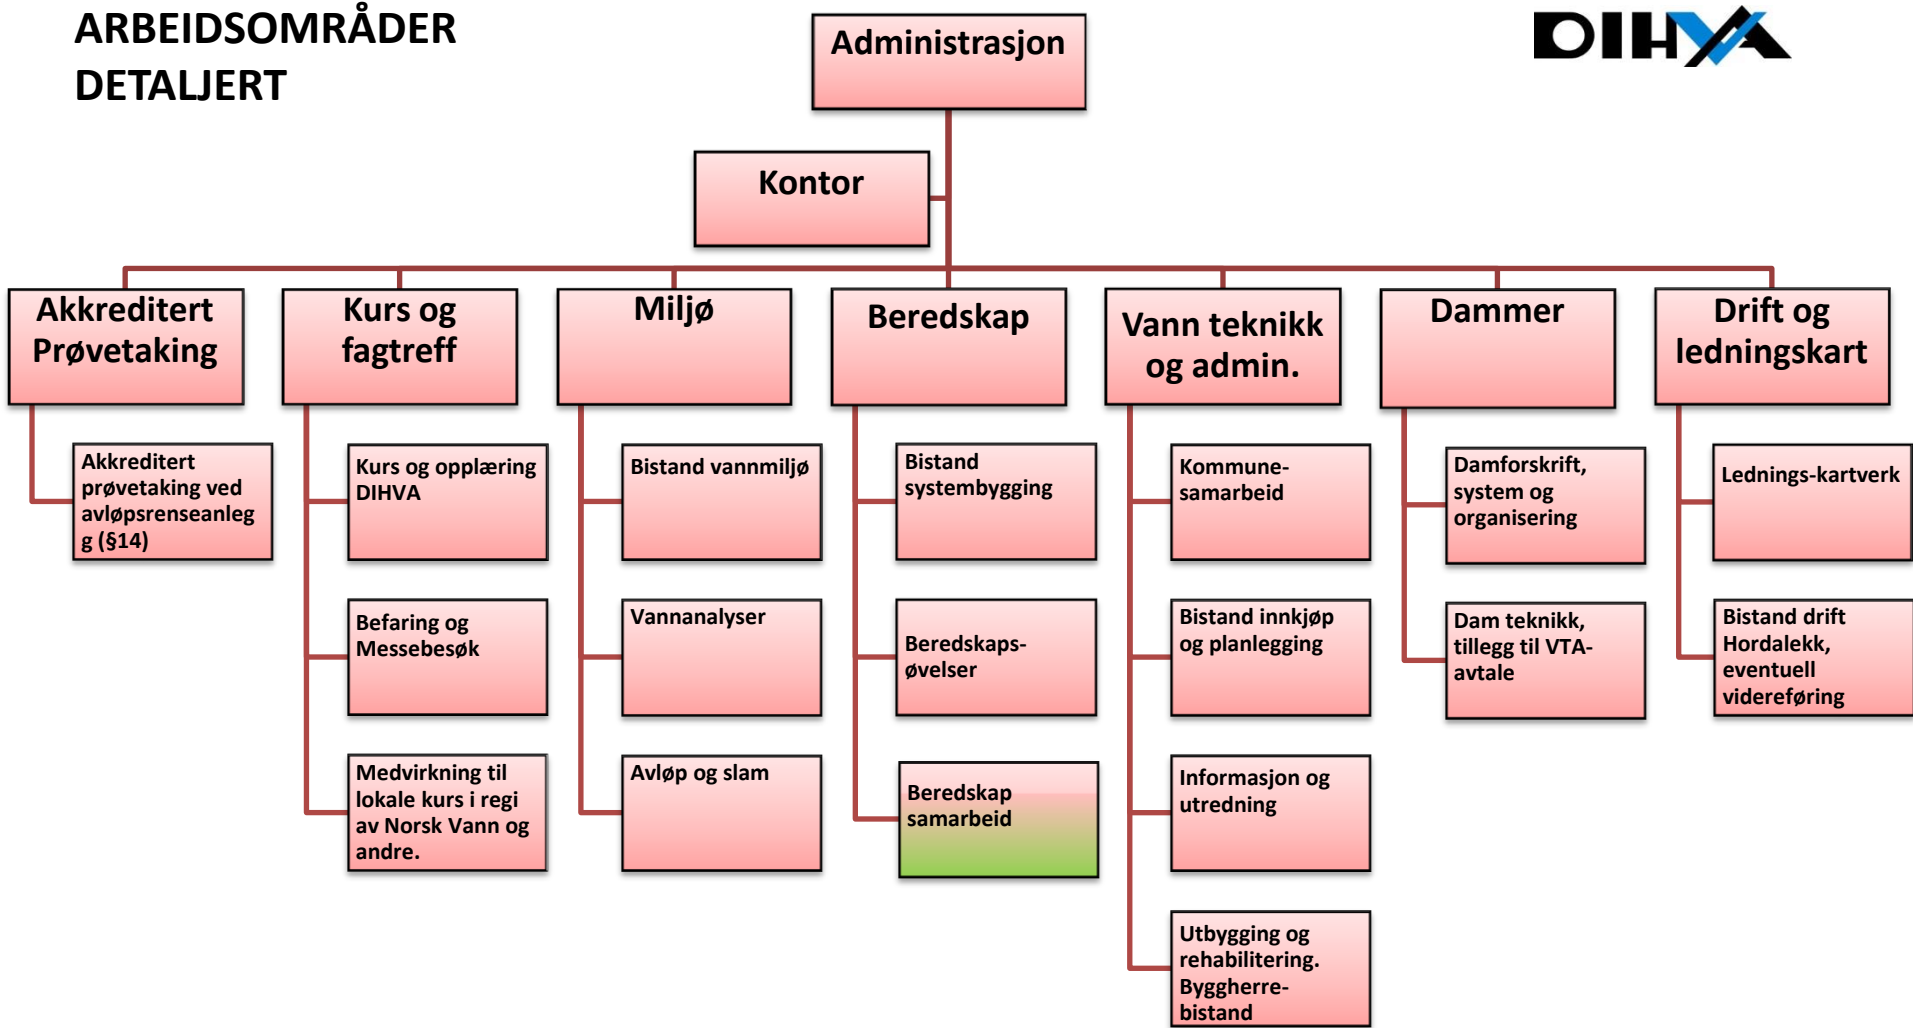 ARBEIDSOMRÅDER
DETALJERT
DIHVA
Administrasjon
Kontor
Akkreditert
Prøvetaking
Akkreditert
prøvetaking ved
avløpsrenseanleg
g (§14)
Kurs og
fagtreff
Kurs og opplæring
DIHVA
Befaring og
Messebesøk
Medvirkning til
lokale kurs i regi
av Norsk Vann og
andre.
Miljø
Bistand vannmiljø
Vannanalyser
Avløp og slam
Beredskap
Bistand
systembygging
Beredskaps-
øvelser
Beredskap
samarbeid
Vann teknikk
og admin.
Kommune-
samarbeid
Bistand innkjøp
og planlegging
Informasjon og
utredning
Utbygging og
rehabilitering.
Byggherre-
bistand
Dammer
Damforskrift,
system og
organisering
Dam teknikk,
tillegg til VTA-
avtale
Drift og
ledningskart
Lednings-kartverk
Bistand drift
Hordalekk,
eventuell
videreføring